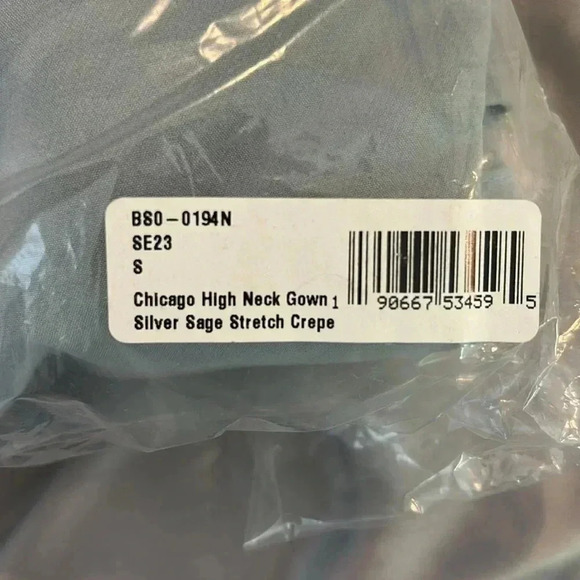 BS0-0194N
SE23
S
Chicago High Neck Gown
Silver Sage Stretch Crepe
1 90667 53459 5